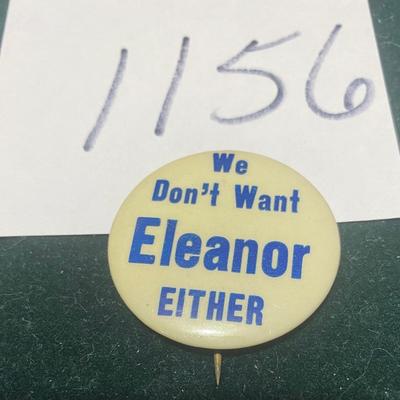 1156
We
Don't Want
Eleanor
EITHER